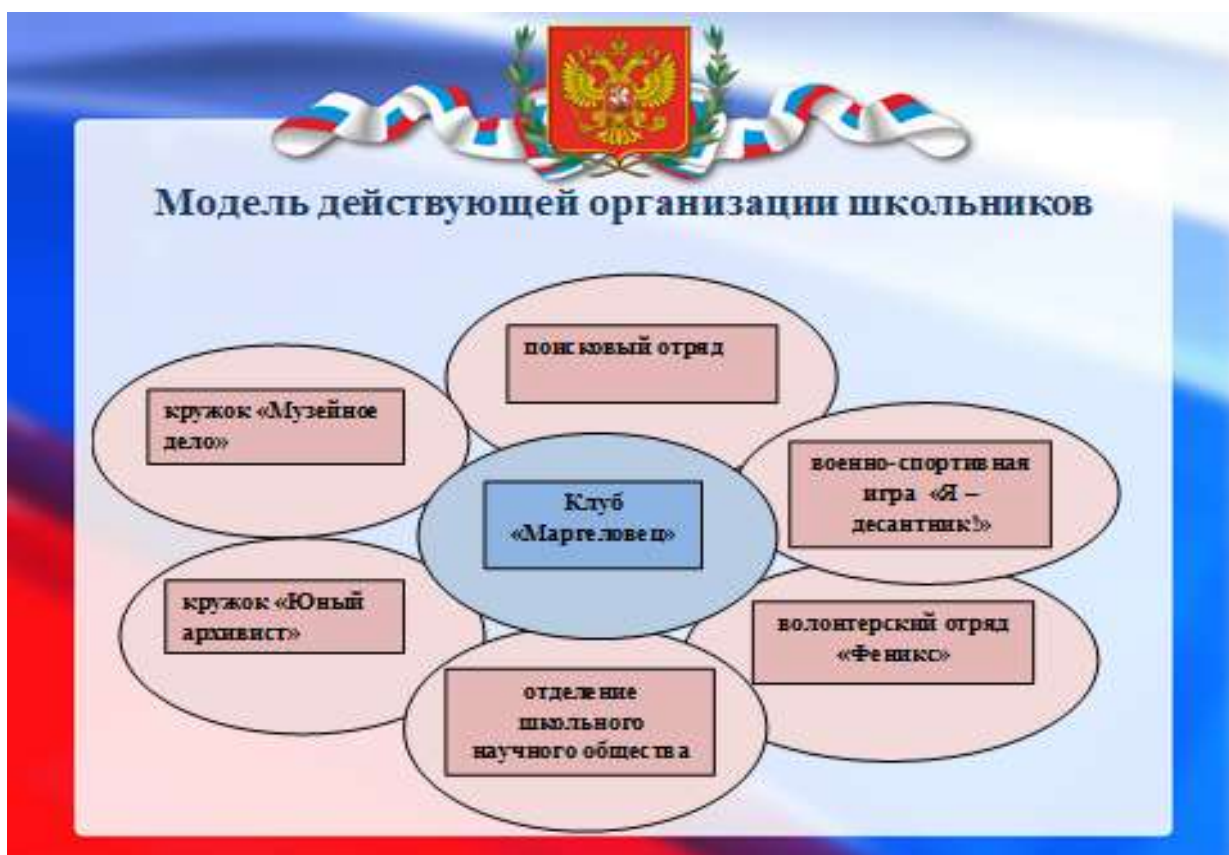 Модель действующей организации школьников
поисковый отряд
кружок «Музейное
дело»
военно-спортивная
игра «Я –
десантник!»
Клуб
«Маргеловец»
кружок «Юный
архивист»
волонтерский отряд
«Феникс»
отделение
школьного
научного общества